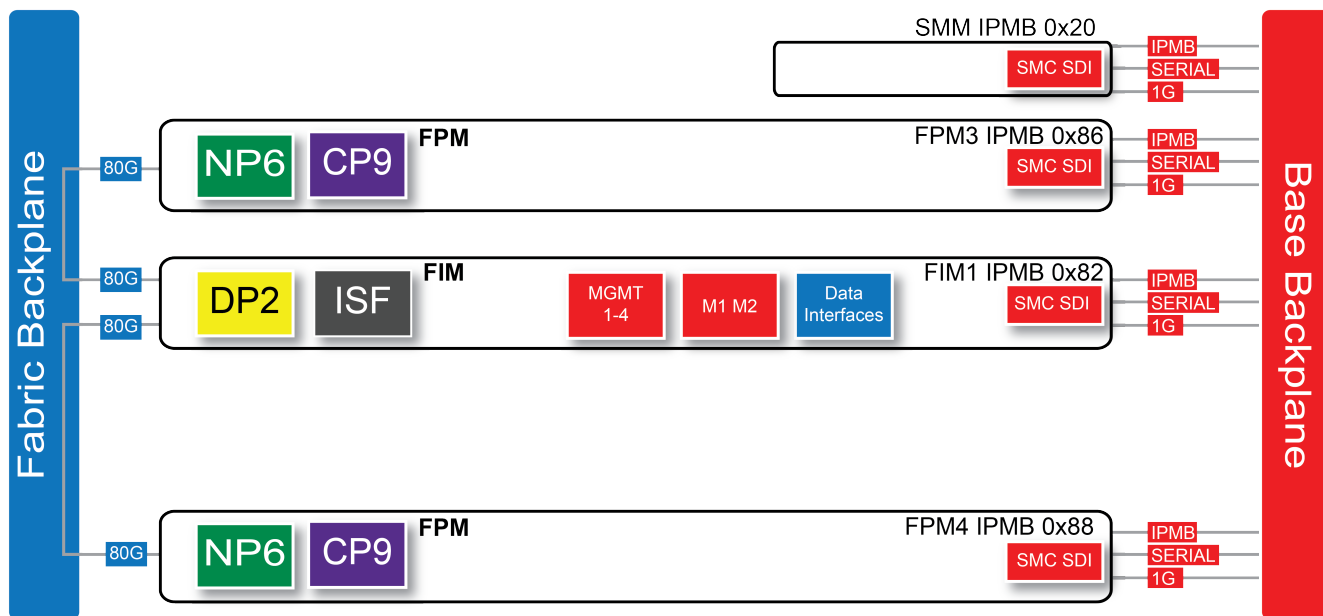 SMM IPMB 0x20
SMC SDI
IPMB
SERIAL
1G
Fabric Backplane
Base Backplane
80G
NP6
CP9
FPM
FPM3 IPMB 0x86
SMC SDI
IPMB
SERIAL
1G
80G
80G
DP2
ISF
FIM
MGMT
1-4
M1 M2
Data
Interfaces
FIM1 IPMB 0x82
SMC SDI
IPMB
SERIAL
1G
80G
NP6
CP9
FPM
FPM4 IPMB 0x88
SMC SDI
IPMB
SERIAL
1G